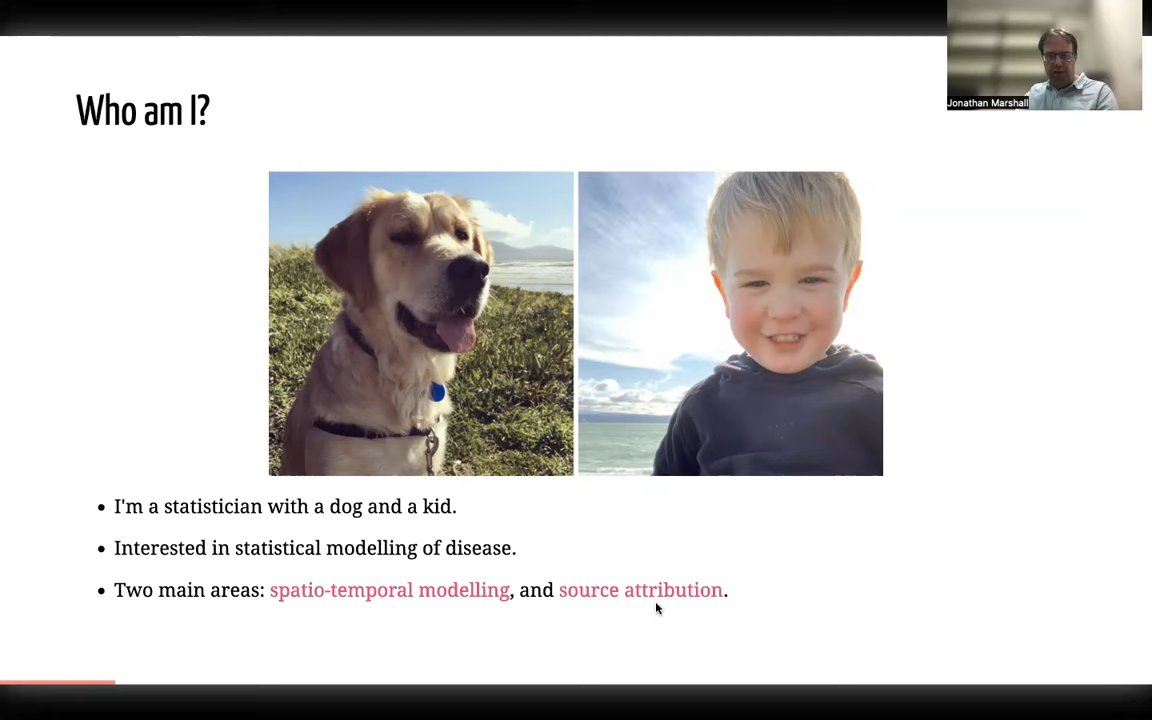 Jonathan Marshall
Who am I?
I'm a statistician with a dog and a kid.
Interested in statistical modelling of disease.
Two main areas: spatio-temporal modelling, and source attribution.